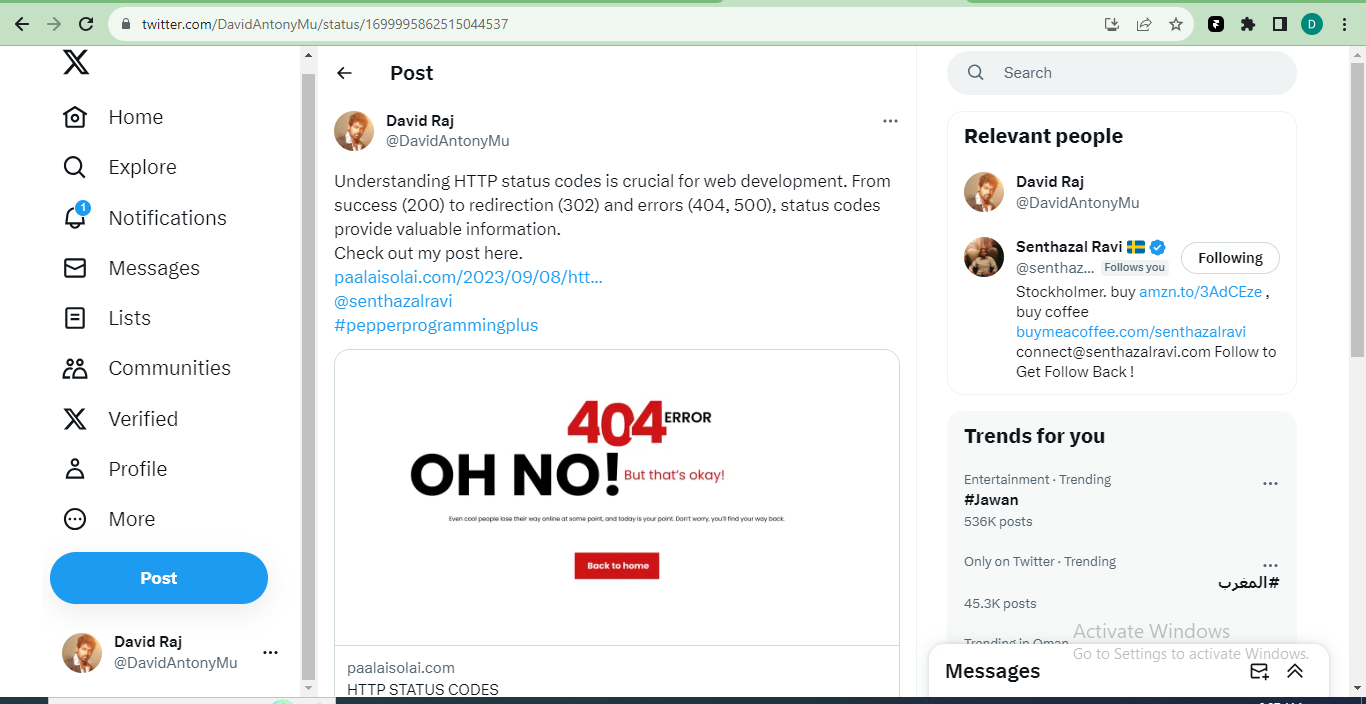 twitter.com/DavidAntonyMu/status/1699995862515044537
D
Home
Explore
1
Notifications
Messages
Lists
Communities
Verified
Profile
More
Post
David Raj
@DavidAntonyMu
Post
David Raj
@DavidAntonyMu
Understanding HTTP status codes is crucial for web development. From
success (200) to redirection (302) and errors (404, 500), status codes
provide valuable information.
Check out my post here.
paalaisolai.com/2023/09/08/htt...
@senthazalravi
#pepperprogrammingplus
404 ERROR
OH NO! But that's okay!
Even cool people lose their way online at some point, and today is your point. Don't worry, you'll find your way back.
Back to home
paalaisolai.com
HTTP STATUS CODES
Search
Relevant people
David Raj
@DavidAntonyMu
Senthazal Ravi
@senthaz... Follows you
Following
Stockholmer. buy amzn.to/3AdCEze ,
buy coffee
buymeacoffee.com/senthazalravi
connect@senthazalravi.com Follow to
Get Follow Back !
Trends for you
Entertainment · Trending
#Jawan
536K posts
Only on Twitter · Trending
#المغرب
45.3K posts
Trending in Oman
Activate Windows
Go to Settings to activate Windows.
Messages